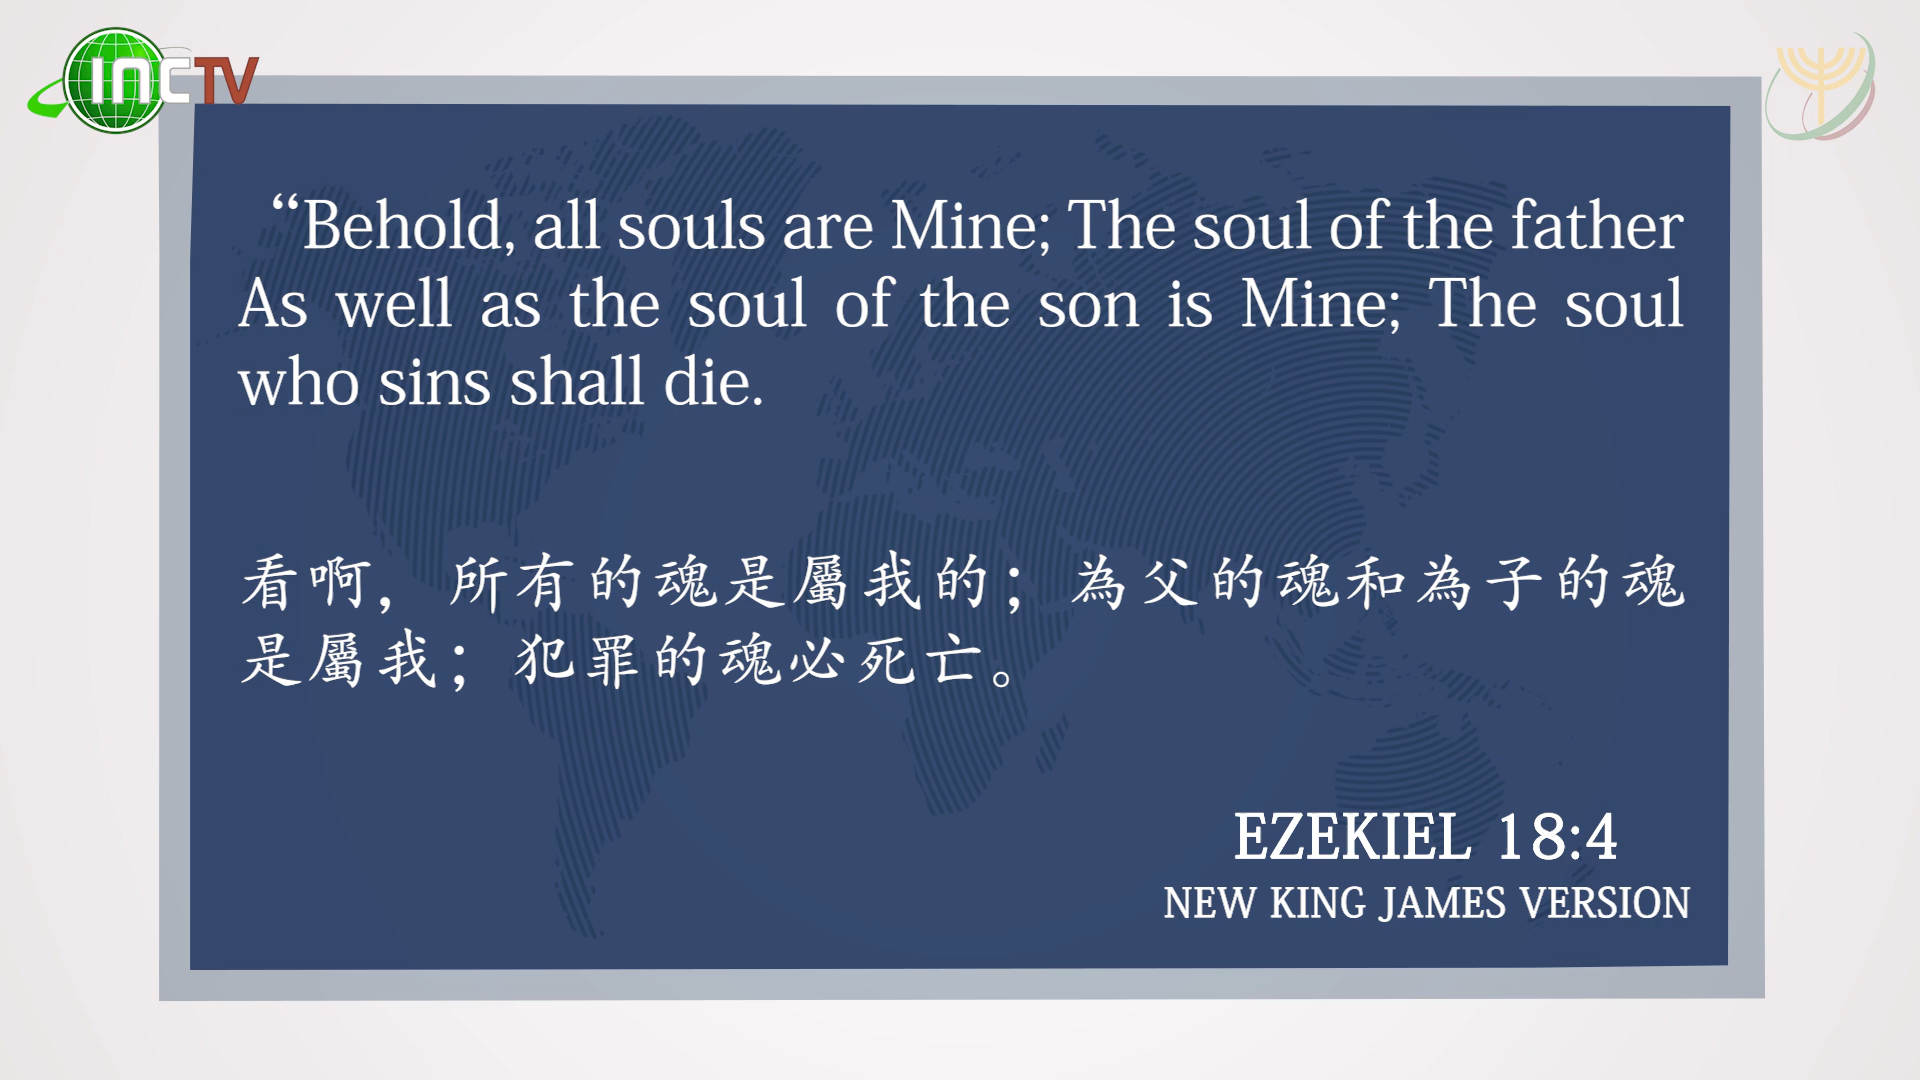 INCTV
“Behold, all souls are Mine; The soul of the father
As well as the soul of the son is Mine; The soul
who sins shall die.
看啊，所有的魂是屬我的；為父的魂和為子的魂
是屬我；犯罪的魂必死亡。
EZEKIEL 18:4
NEW KING JAMES VERSION